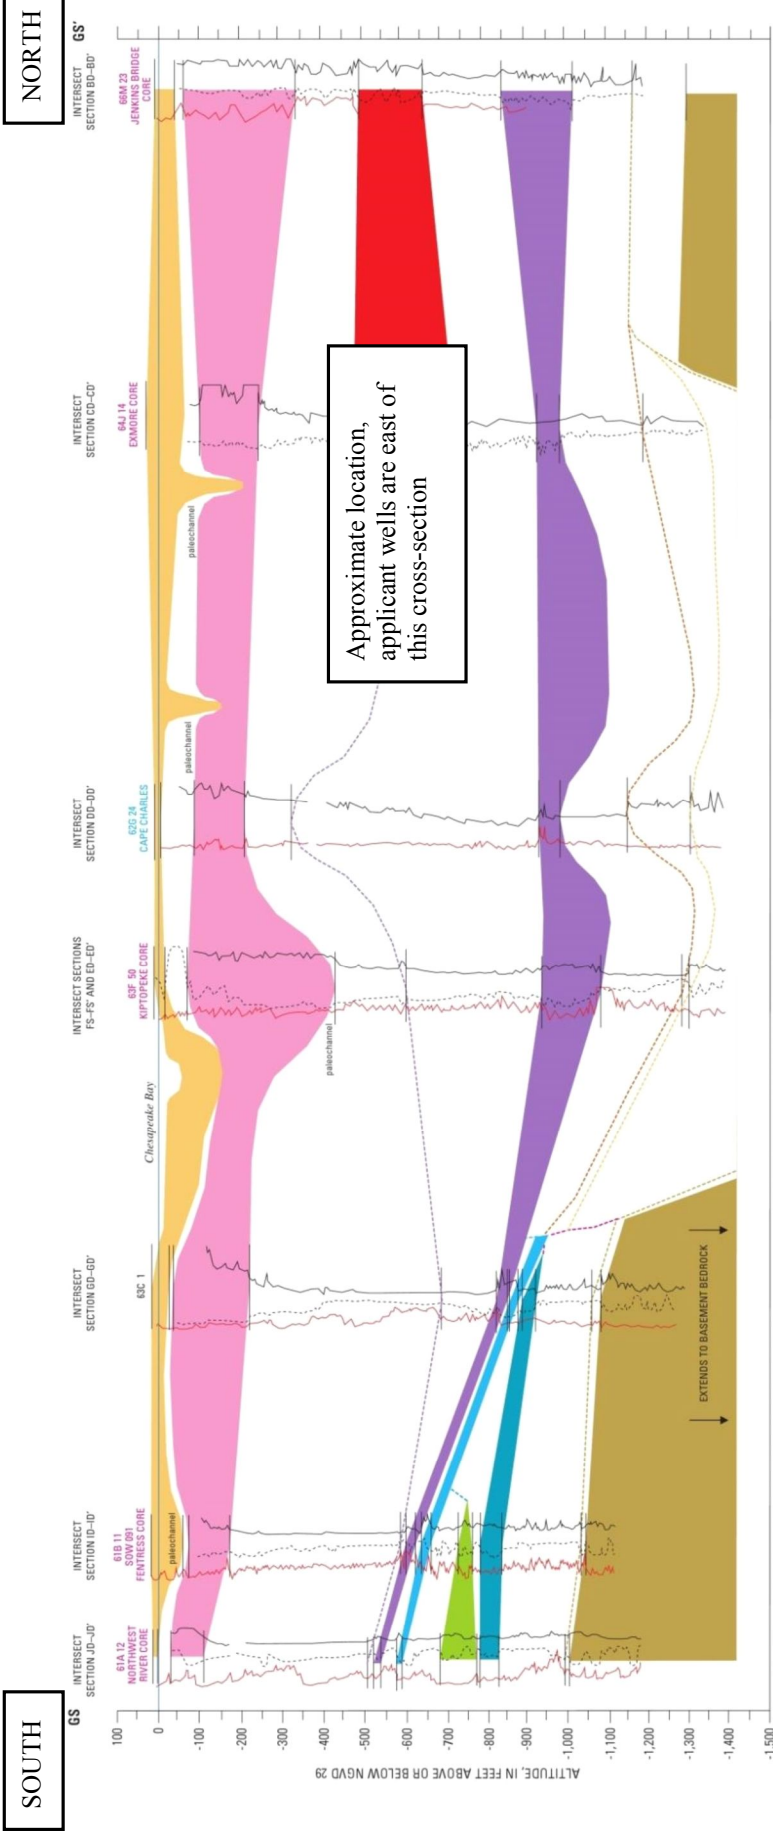 SOUTH
NORTH
GS
GS'
INTERSECT
SECTION JD–JD'
61A 12
NORTHWEST
RIVER CORE
INTERSECT
SECTION ID–ID'
61B 11
SOW 091
FENTRESS CORE
INTERSECT
SECTION GD–GD'
63C 1
INTERSECT SECTIONS
FS–FS' AND ED–ED'
63F 50
KIPTOPEKE CORE
INTERSECT
SECTION DD–DD'
62G 24
CAPE CHARLES
INTERSECT
SECTION CD–CD'
64J 14
EXMORE CORE
INTERSECT
SECTION BD–BD'
66M 23
JENKINS BRIDGE
CORE
Chesapeake Bay
paleochannel
paleochannel
paleochannel
paleochannel
Approximate location,
applicant wells are east of
this cross-section
EXTENDS TO BASEMENT BEDROCK
100
0
-100
-200
-300
-400
-500
-600
-700
-800
-900
-1,000
-1,100
-1,200
-1,300
-1,400
-1,500
ALTITUDE, IN FEET ABOVE OR BELOW NGVD 29